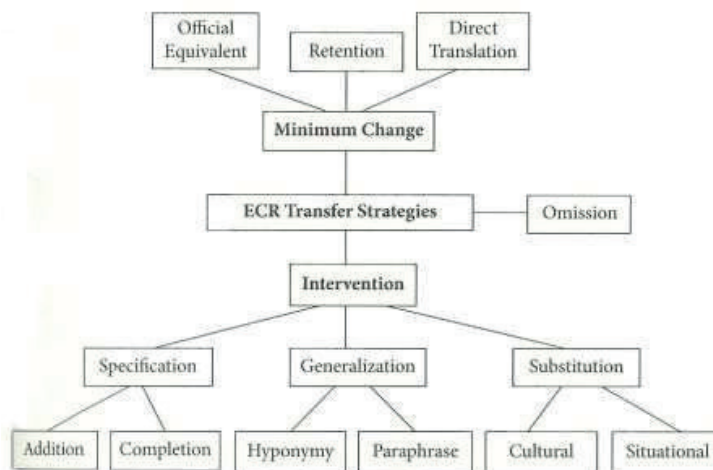 Official
Equivalent
Retention
Direct
Translation
Minimum Change
ECR Transfer Strategies
Omission
Intervention
Specification
Generalization
Substitution
Addition
Completion
Hyponymy
Paraphrase
Cultural
Situational